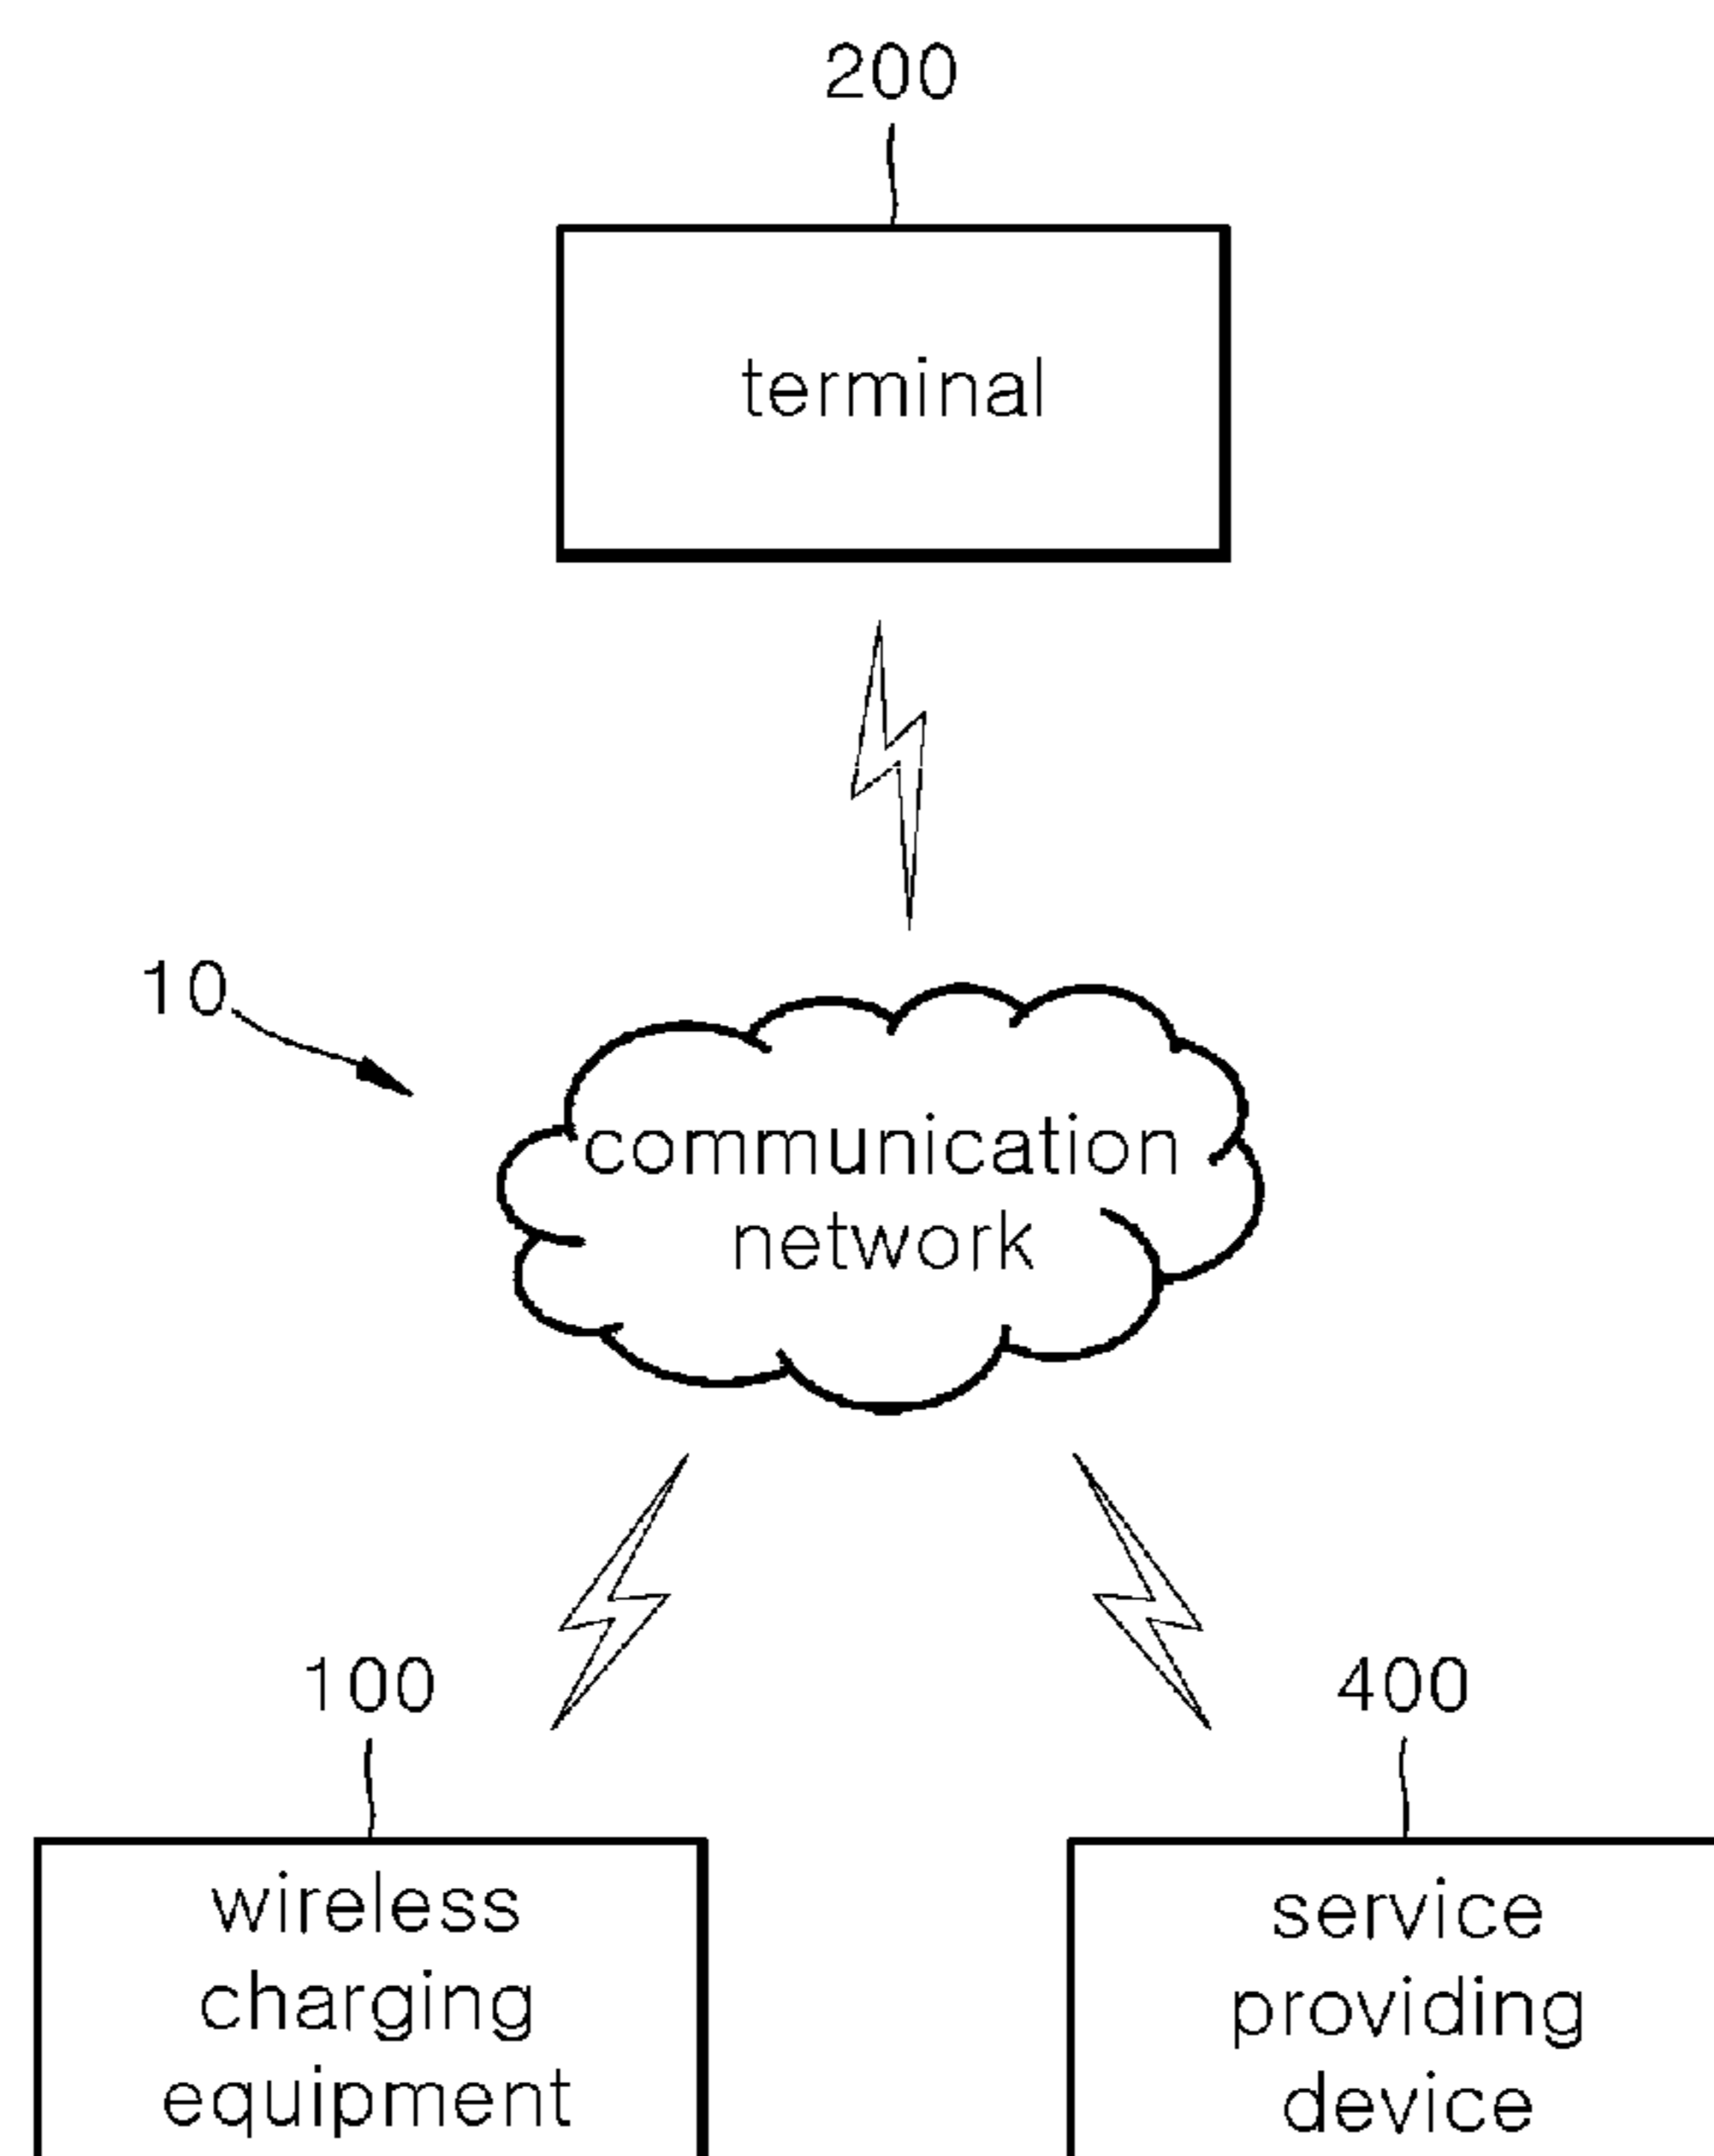 200
terminal
10
communication
network
100
400
wireless
charging
equipment
service
providing
device